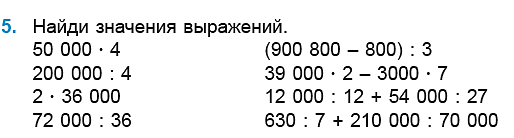 5. Найди значения выражений.
50 000 · 4 (900 800 – 800) : 3
200 000 : 4 39 000 · 2 – 3000 · 7
2 · 36 000 12 000 : 12 + 54 000 : 27
72 000 : 36 630 : 7 + 210 000 : 70 000